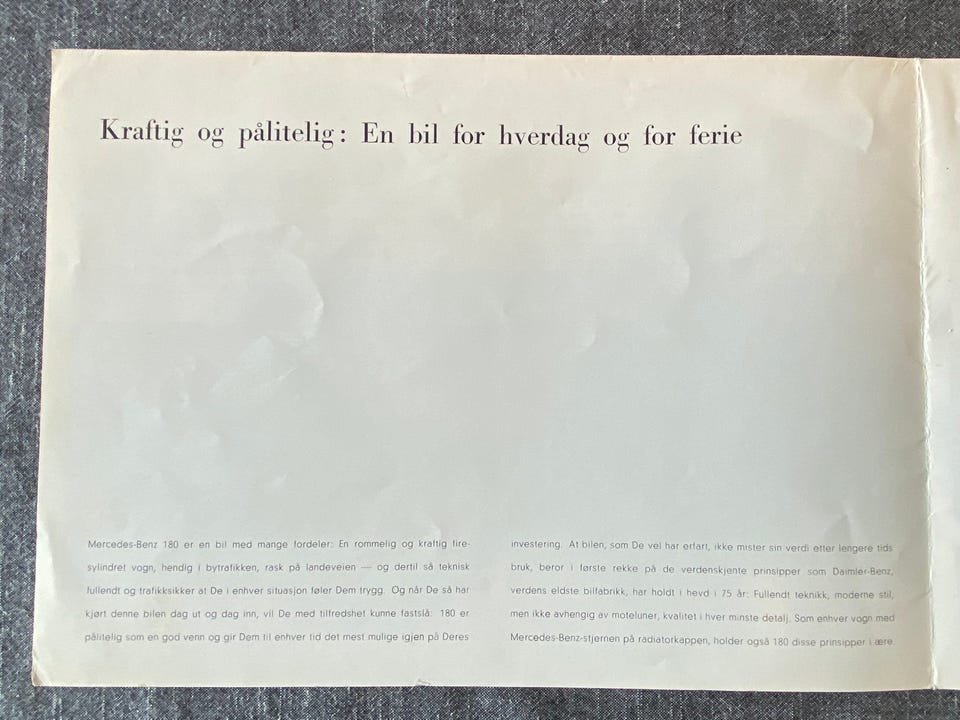 Kraftig og pålitelig: En bil for hverdag og for ferie
Mercedes-Benz 180 er en bil med mange fordeler: En rommelig og kraftig fire-
sylindret vogn, hendig i bytrafikken, rask på landeveien — og dertil så teknisk
fullendt og trafikksikker at De i enhver situasjon føler Dem trygg. Og når De så har
kjørt denne bilen dag ut og dag inn, vil De med tilfredshet kunne fastslå: 180 er
pålitelig som en god venn og gir Dem til enhver tid det mest mulige igjen på Deres
investering. At bilen, som De vel har erfart, ikke mister sin verdi etter lengere tids
bruk, beror i første rekke på de verdenskjente prinsipper som Daimler-Benz,
verdens eldste bilfabrikk, har holdt i hevd i 75 år: Fullendt teknikk, moderne stil,
men ikke avhengig av moteluner, kvalitet i hver minste detalj. Som enhver vogn med
Mercedes-Benz-stjernen på radiatorkappen, holder også 180 disse prinsipper i ære.